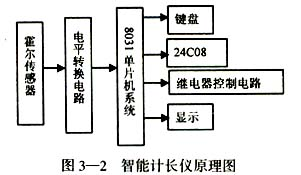 霍尔传感器
电平转换电路
8031单片机系统
键盘
24C08
继电器控制电路
显示
图3—2 智能计长仪原理图